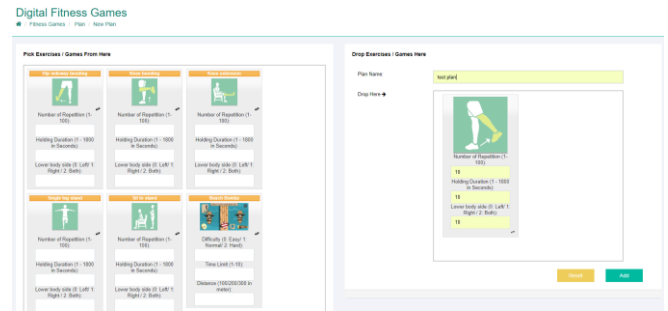 Digital Fitness Games
Fitness Games / Plan / New Plan
Pick Exercises / Games From Here
Hip sideway bending
Knee bending
Knee extension
Number of Repetition (1-
100)
Number of Repetition (1-
100)
Number of Repetition (1-
100)
Holding Duration (1 - 1800
in Seconds)
Holding Duration (1 - 1800
in Seconds)
Holding Duration (1 - 1800
in Seconds)
Lower body side (0: Left/ 1:
Right / 2: Both)
Lower body side (0: Left/ 1:
Right / 2: Both)
Lower body side (0: Left/ 1:
Right / 2: Both)
Single leg stand
Sit to stand
Number of Repetition (1-
100)
Number of Repetition (1-
100)
Difficulty (0: Easy/ 1:
Normal/ 2: Hard)
Holding Duration (1 - 1800
in Seconds)
Holding Duration (1 - 1800
in Seconds)
Time Limit (1-10)
Lower body side (0: Left/ 1:
Right / 2: Both)
Lower body side (0: Left/ 1:
Right / 2: Both)
Distance (100/200/300 in
meter)
Drop Exercises / Games Here
Plan Name
test plan
Drop Here
Number of Repetition (1-
100)
10
Holding Duration (1 - 1800
in Seconds)
10
Lower body side (0: Left/ 1:
Right / 2: Both)
10
Reset
Add